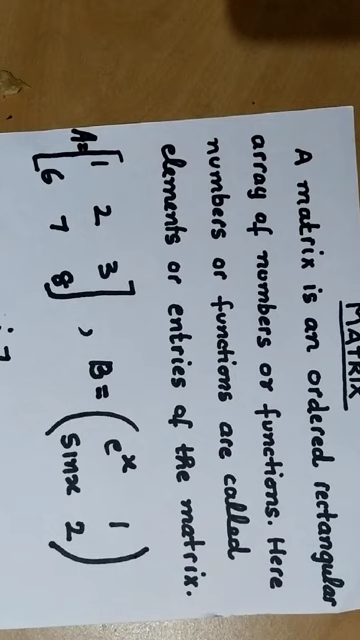 MATRIX
A matrix is an ordered rectangular
array of numbers or functions. Here
numbers or functions are called
elements or entries of the matrix.
A = [ 1 2 3 ] , B = ( eˣ 1 )
[ 6 7 8 ] ( sinx 2 )